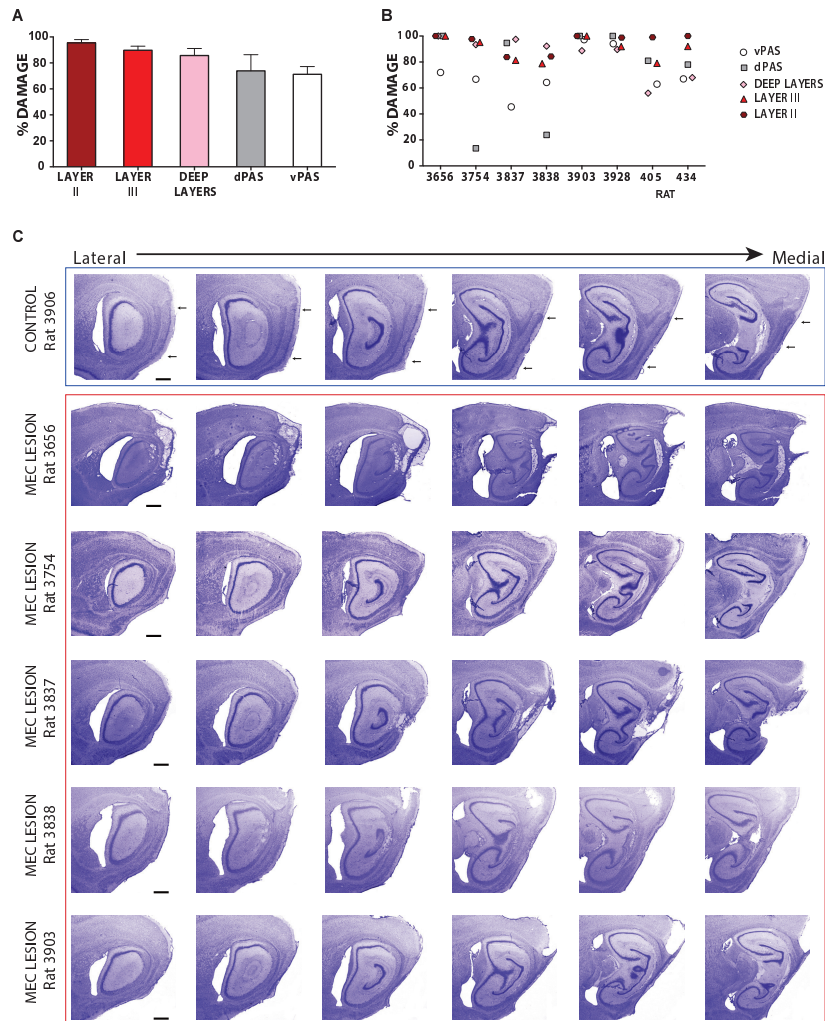 A
% DAMAGE
100
80
60
40
20
0
LAYER II
LAYER III
DEEP LAYERS
dPAS
vPAS
B
% DAMAGE
100
80
60
40
20
0
3656 3754 3837 3838 3903 3928 405 434
RAT
vPAS
dPAS
DEEP LAYERS
LAYER III
LAYER II
C
Lateral
Medial
CONTROL
Rat 3906
MEC LESION
Rat 3656
MEC LESION
Rat 3754
MEC LESION
Rat 3837
MEC LESION
Rat 3838
MEC LESION
Rat 3903